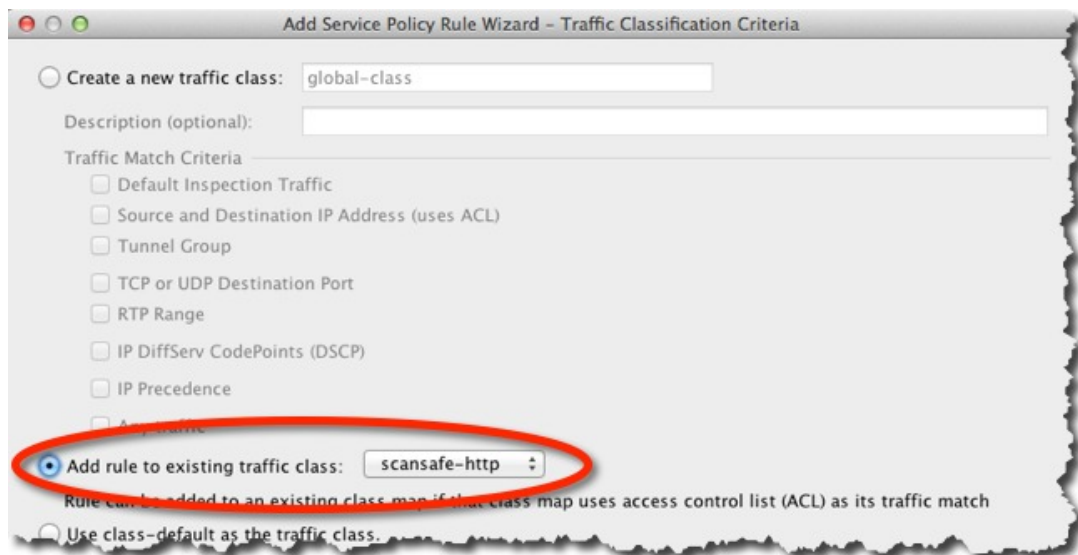 Add Service Policy Rule Wizard – Traffic Classification Criteria
Create a new traffic class: global-class
Description (optional):
Traffic Match Criteria
Default Inspection Traffic
Source and Destination IP Address (uses ACL)
Tunnel Group
TCP or UDP Destination Port
RTP Range
IP DiffServ CodePoints (DSCP)
IP Precedence
Any traffic
Add rule to existing traffic class: scansafe-http
Rule can be added to an existing class map if that class map uses access control list (ACL) as its traffic match
Use class-default as the traffic class.